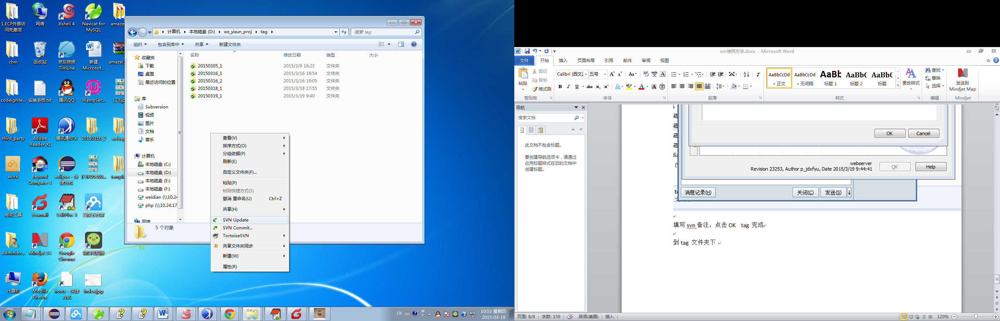 1.ECP外部访
问先激活
网络
Xshell 4
Navicat for
MySQL
amaze
chm
回收站
京东咚咚
TimLine
新建
Microsof...
amaze(
codeignite...
安装手册.txt
腾讯QQ
WampSer...
123.jp
third_party
Adobe
Reader XI
腾讯通RTX
20150316_2
webap
work
Beyond
Compare 4
eclipse - 快
捷方式
(FBFD1460...
templa
启动工具
Foxmail
EditPlus 3
百度云管家
Administr...
Mindjet 14
Google
Chrome
微信电脑版
计算机
Mozilla
Firefox
hosts - 快捷
方式
index.jpg
计算机 本地磁盘 (D:) wz_yixun_proj tag
搜索 tag
组织 包含到库中 共享 新建文件夹
名称 修改日期 类型 大小
20150305_1 2015/3/9 16:23 文件夹
20150316_1 2015/3/16 18:54 文件夹
20150316_2 2015/3/16 19:05 文件夹
20150318_1 2015/3/18 17:55 文件夹
20150319_1 2015/3/19 9:40 文件夹
收藏夹
下载
桌面
最近访问的位置
库
Subversion
视频
图片
文档
音乐
计算机
本地磁盘 (C:)
本地磁盘 (D:)
本地磁盘 (E:)
本地磁盘 (F:)
weidian (\\10.24
php (\\10.24.17
网络
5 个对象
查看(V)
排序方式(O)
分组依据(P)
刷新(E)
自定义文件夹(F)...
粘贴(P)
粘贴快捷方式(S)
撤消 重命名(U) Ctrl+Z
共享(H)
SVN Update
SVN Commit...
TortoiseSVN
共享文件夹同步
新建(W)
属性(R)
CH
10:53 星期四
2015-03-19
svn使用方法.docx - Microsoft Word
文件 开始 插入 页面布局 引用 邮件 审阅 视图
粘贴
剪切
复制
格式刷
剪贴板
Calibri (西文正 五号
字体
段落
AaBbCcDd AaBbCcDd AaBb AaBbC AaBbC
正文 无间隔 标题 1 标题 2 标题
更改样式
样式
查找
替换
选择
编辑
发送到
Mindjet Map
Mindjet
导航
搜索文档
此文档不包含标题。
要创建导航选项卡，请通过
应用标题样式在您的文档中
创建标题。
OK Cancel
webserver
Revision 23253, Author p_jdxfyu, Date 2015/3/19 9:44:41
OK Help
消息记录(H) 关闭(C) 发送(S)
填写 svn 备注，点击 OK tag 完成
到 tag 文件夹下
页面: 8/8 字数: 159 英语(美国) 插入
120%